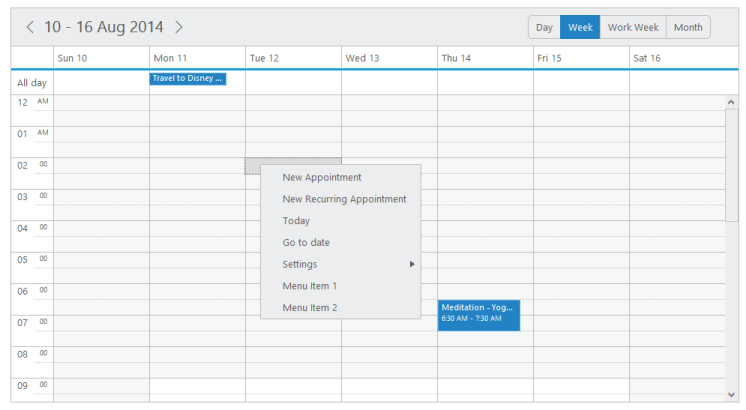 10 - 16 Aug 2014
Day Week Work Week Month
Sun 10 Mon 11 Tue 12 Wed 13 Thu 14 Fri 15 Sat 16
All day Travel to Disney ...
12 AM
01 AM
02 00
New Appointment
03 00
New Recurring Appointment
Today
04 00
Go to date
05 00
Settings
06 00
Menu Item 1
Menu Item 2
Meditation - Yog...
6:30 AM - 7:30 AM
07 00
08 00
09 00